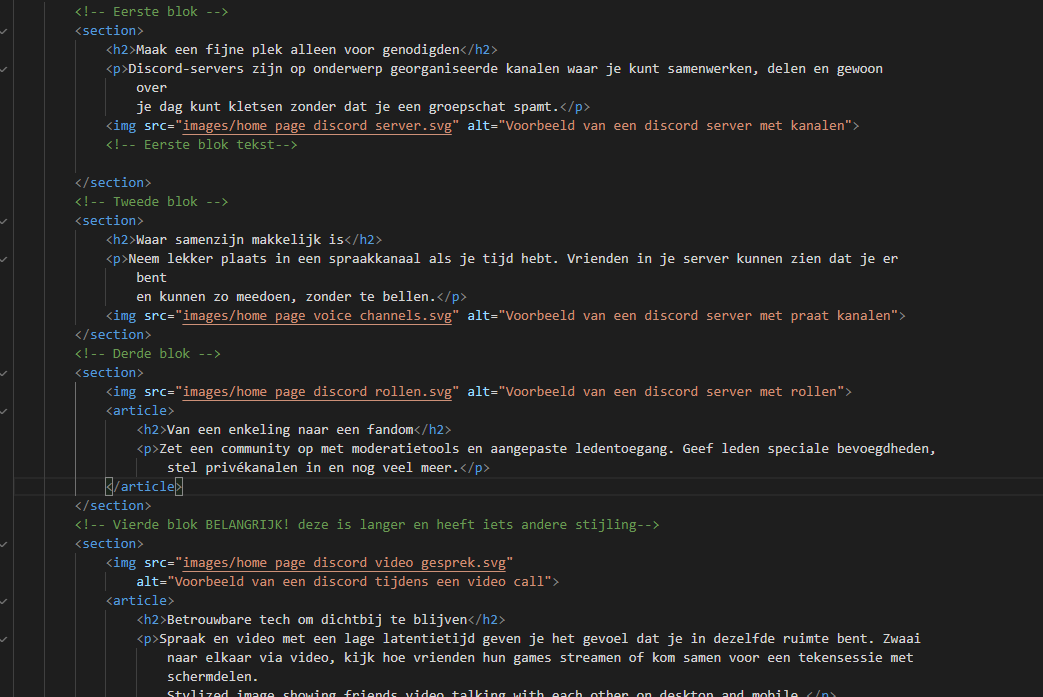 <!-- Eerste blok -->
<section>
<h2>Maak een fijne plek alleen voor genodigden</h2>
<p>Discord-servers zijn op onderwerp georganiseerde kanalen waar je kunt samenwerken, delen en gewoon
over
je dag kunt kletsen zonder dat je een groepschat spamt.</p>
<img src="images/home page discord server.svg" alt="Voorbeeld van een discord server met kanalen">
<!-- Eerste blok tekst-->
</section>
<!-- Tweede blok -->
<section>
<h2>Waar samenzijn makkelijk is</h2>
<p>Neem lekker plaats in een spraakkanaal als je tijd hebt. Vrienden in je server kunnen zien dat je er
bent
en kunnen zo meedoen, zonder te bellen.</p>
<img src="images/home page voice channels.svg" alt="Voorbeeld van een discord server met praat kanalen">
</section>
<!-- Derde blok -->
<section>
<img src="images/home page discord rollen.svg" alt="Voorbeeld van een discord server met rollen">
<article>
<h2>Van een enkeling naar een fandom</h2>
<p>Zet een community op met moderatietools en aangepaste ledentoegang. Geef leden speciale bevoegdheden,
stel privékanalen in en nog veel meer.</p>
</article>
</section>
<!-- Vierde blok BELANGRIJK! deze is langer en heeft iets andere stijling-->
<section>
<img src="images/home page discord video gesprek.svg"
alt="Voorbeeld van een discord tijdens een video call">
<article>
<h2>Betrouwbare tech om dichtbij te blijven</h2>
<p>Spraak en video met een lage latentietijd geven je het gevoel dat je in dezelfde ruimte bent. Zwaai
naar elkaar via video, kijk hoe vrienden hun games streamen of kom samen voor een tekensessie met
schermdelen.
Stylized image showing friends video talking with each other on desktop and mobile.</p>